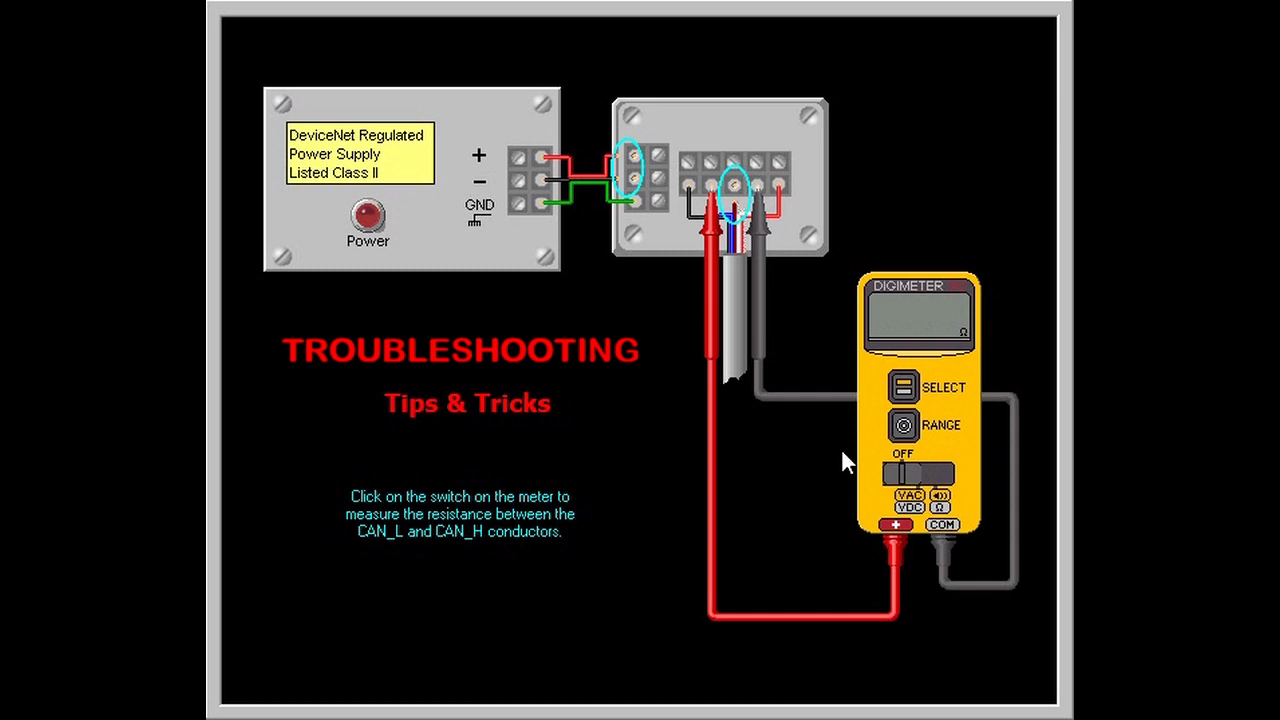 DeviceNet Regulated
Power Supply
Listed Class II
+
−
GND
Power
TROUBLESHOOTING
Tips & Tricks
Click on the switch on the meter to
measure the resistance between the
CAN_L and CAN_H conductors.
DIGIMETER
Ω
SELECT
RANGE
OFF
VAC
VDC Ω
+ COM